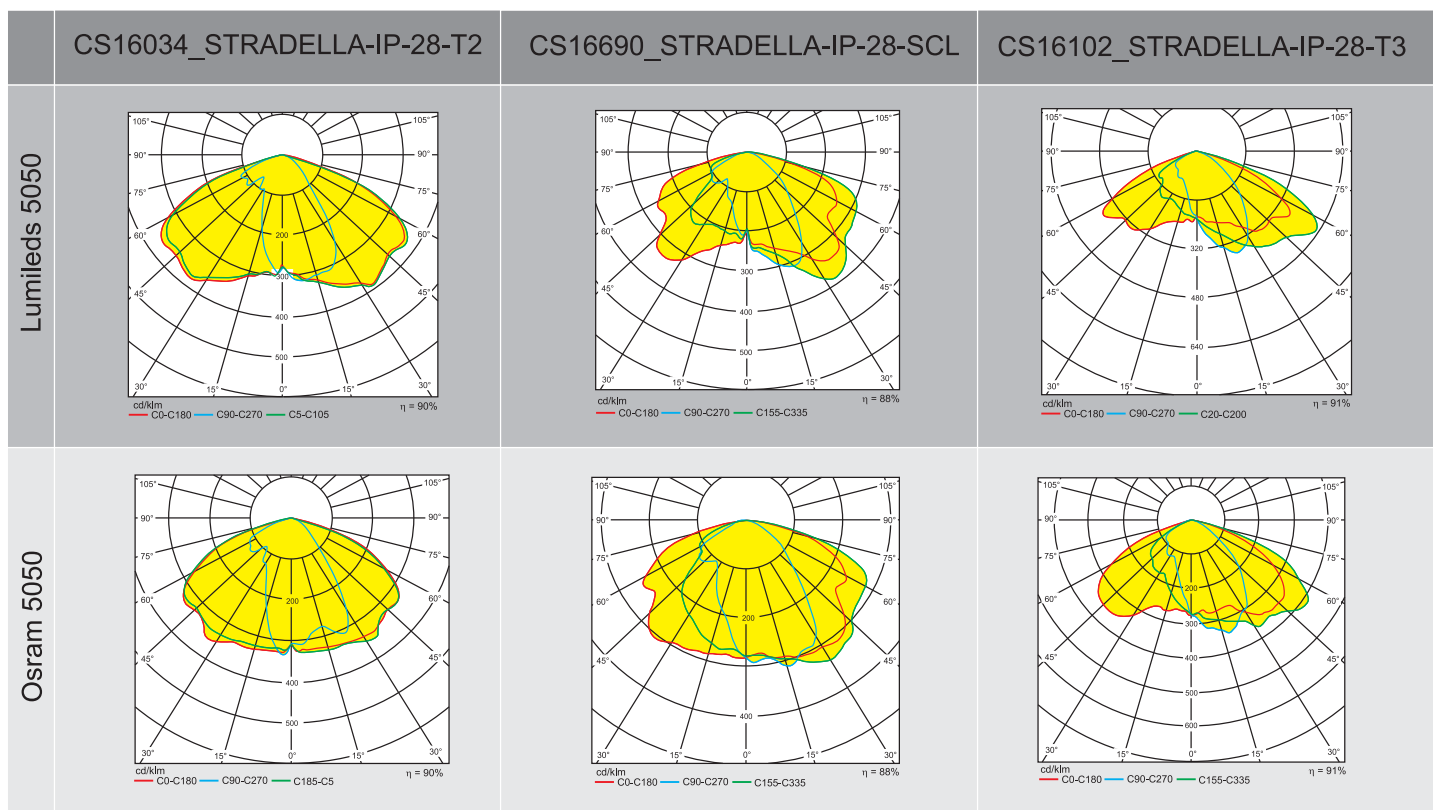 CS16034_STRADELLA-IP-28-T2
CS16690_STRADELLA-IP-28-SCL
CS16102_STRADELLA-IP-28-T3
Lumileds 5050
105° 105°
90° 90°
75° 75°
60° 60°
200
300
45° 45°
400
500
30° 15° 0° 15° 30°
cd/klm
η = 90%
C0-C180 C90-C270 C5-C105
105° 105°
90° 90°
75° 75°
60° 60°
300
45° 45°
400
500
30° 15° 0° 15° 30°
cd/klm
η = 88%
C0-C180 C90-C270 C155-C335
105° 105°
90° 90°
75° 75°
60° 60°
320
45° 45°
480
640
30° 15° 0° 15° 30°
cd/klm
η = 91%
C0-C180 C90-C270 C20-C200
Osram 5050
105° 105°
90° 90°
75° 75°
60° 60°
200
45° 45°
400
500
30° 15° 0° 15° 30°
cd/klm
η = 90%
C0-C180 C90-C270 C185-C5
105° 105°
90° 90°
75° 75°
60° 60°
200
45° 45°
400
30° 15° 0° 15° 30°
cd/klm
η = 88%
C0-C180 C90-C270 C155-C335
105° 105°
90° 90°
75° 75°
200
60° 60°
300
45° 45°
400
500
600
30° 15° 0° 15° 30°
cd/klm
η = 91%
C0-C180 C90-C270 C155-C335